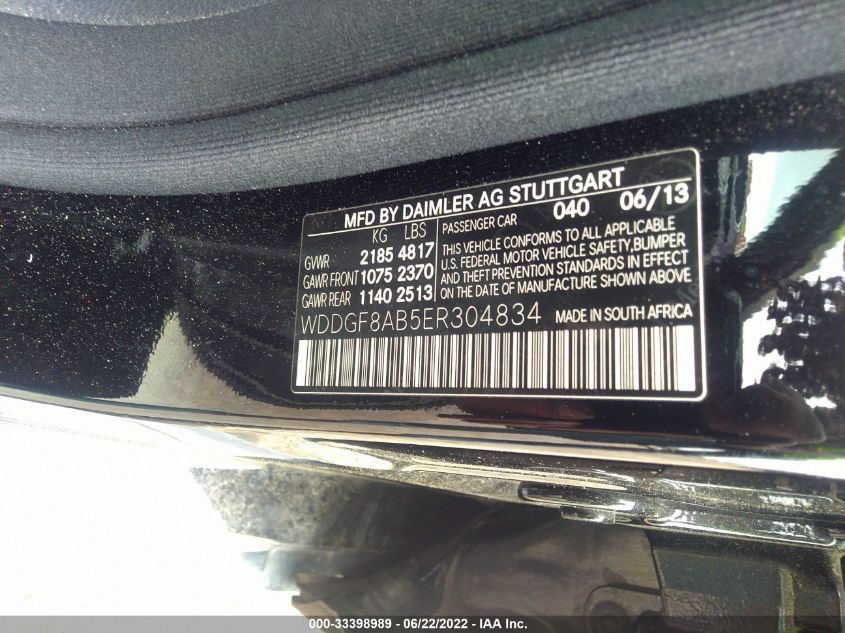 MFD BY DAIMLER AG STUTTGART
KG LBS
GVWR 2185 4817
GAWR FRONT 1075 2370
GAWR REAR 1140 2513
PASSENGER CAR 040 06/13
THIS VEHICLE CONFORMS TO ALL APPLICABLE
U.S. FEDERAL MOTOR VEHICLE SAFETY,BUMPER
AND THEFT PREVENTION STANDARDS IN EFFECT
ON THE DATE OF MANUFACTURE SHOWN ABOVE
WDDGF8AB5ER304834 MADE IN SOUTH AFRICA
000-33398989 - 06/22/2022 - IAA Inc.